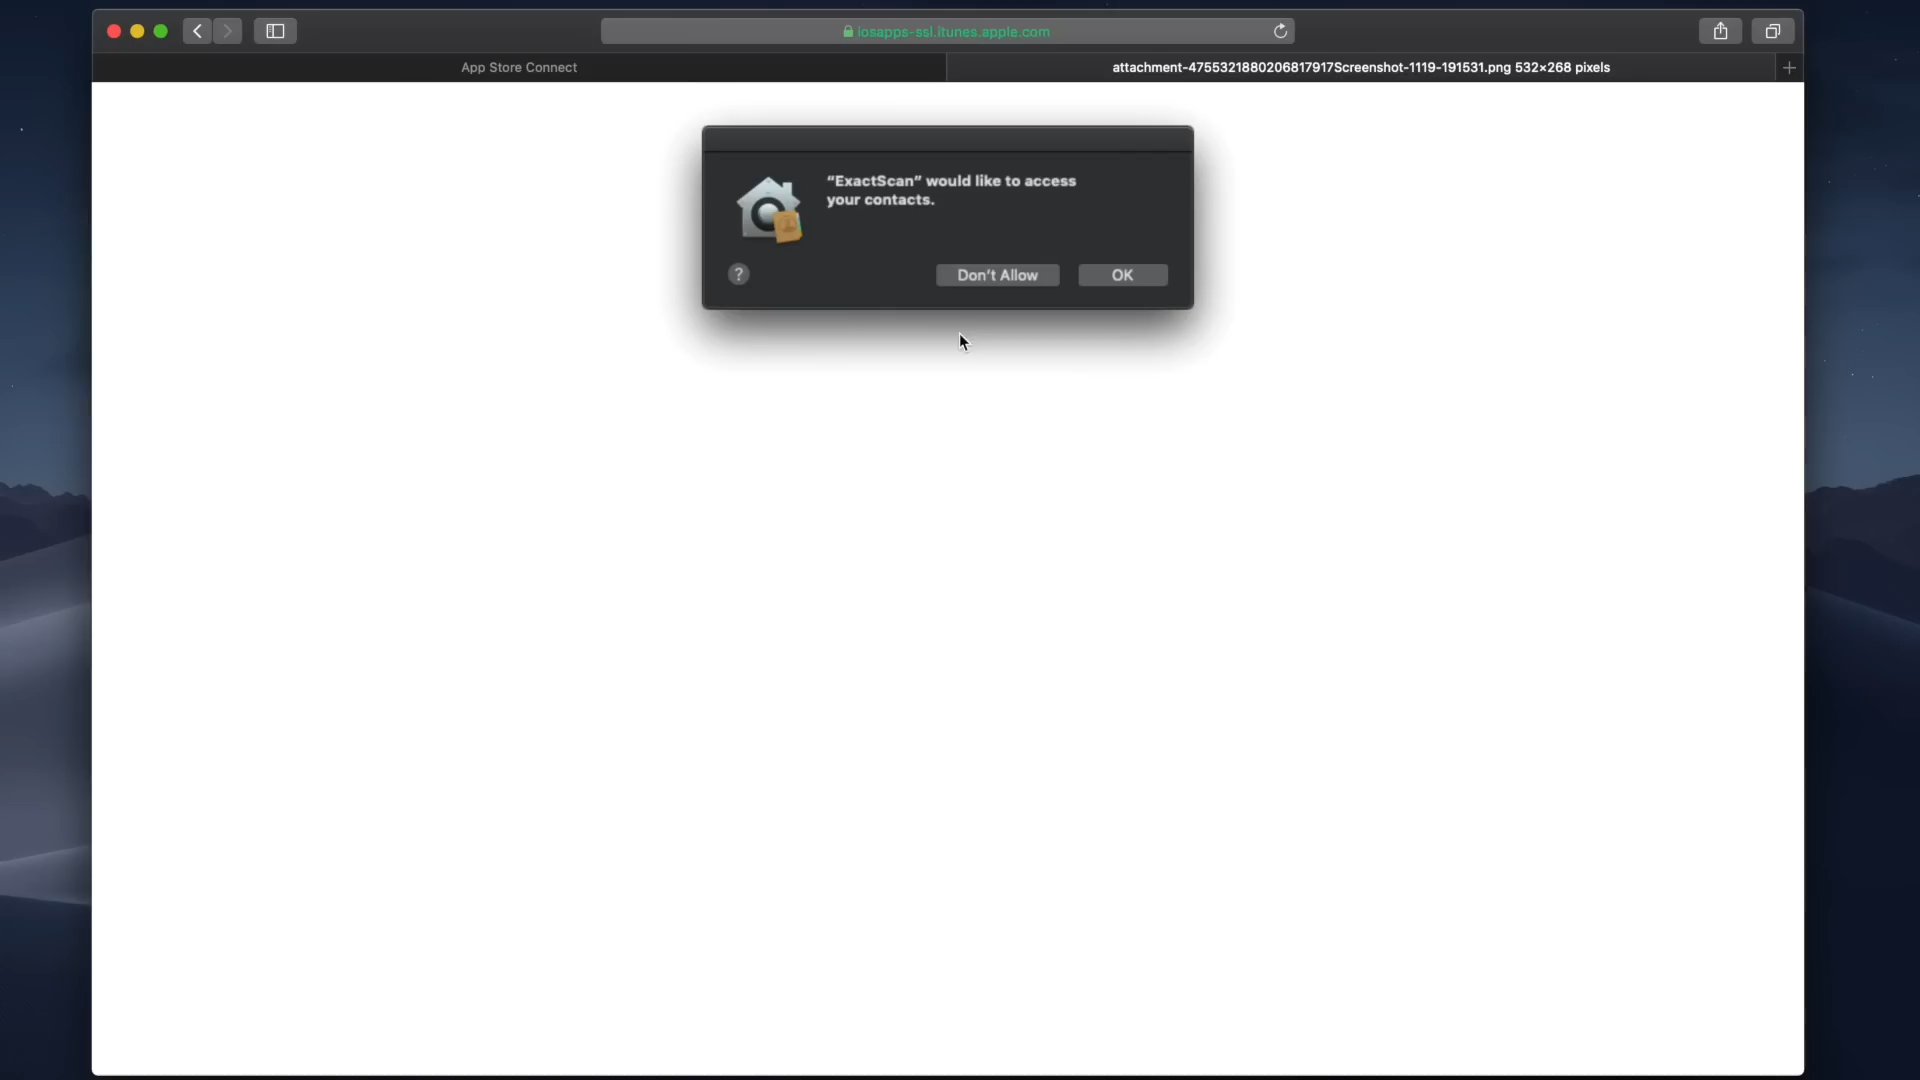 iosapps-ssl.itunes.apple.com
App Store Connect
attachment-4755321880206817917Screenshot-1119-191531.png 532×268 pixels
“ExactScan” would like to access
your contacts.
?
Don’t Allow
OK